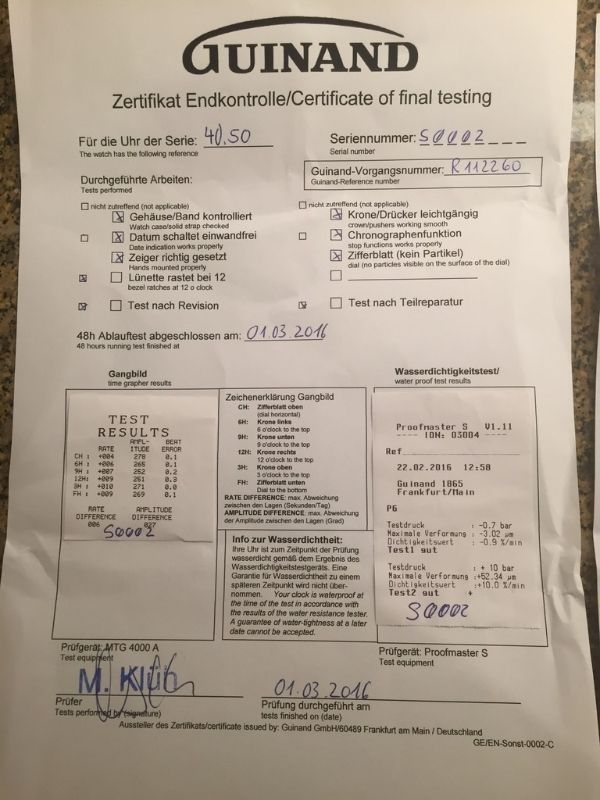 GUINAND
Zertifikat Endkontrolle/Certificate of final testing
Für die Uhr der Serie: 40.50
The watch has the following reference
Seriennummer: S0002
Serial number
Guinand-Vorgangsnummer: R112260
Guinand-Reference number
Durchgeführte Arbeiten:
Tests performed
nicht zutreffend (not applicable)
Gehäuse/Band kontrolliert
Watch case/solid strap checked
Datum schaltet einwandfrei
Date indication works properly
Zeiger richtig gesetzt
Hands mounted properly
Lünette rastet bei 12
bezel ratches at 12 o clock
Test nach Revision
nicht zutreffend (not applicable)
Krone/Drücker leichtgängig
crown/pushers working smooth
Chronographenfunktion
stop functions works properly
Zifferblatt (kein Partikel)
dial (no particles visible on the surface of the dial)
Test nach Teilreparatur
48h Ablauftest abgeschlossen am: 01.03.2016
48 hours running test finished at
Gangbild
time grapher results
TEST
RESULTS
RATE AMPL-ITUDE BEAT ERROR
CH : +004 278 0.1
6H : +006 265 0.1
9H : +007 252 0.2
12H: +009 251 0.3
3H : +010 271 0.0
FH : +009 269 0.1
RATE DIFFERENCE AMPLITUDE DIFFERENCE
006 027
S0002
Zeichenerklärung Gangbild
CH: Zifferblatt oben
(dial horizontal)
6H: Krone links
6 o'clock to the top
9H: Krone unten
9 o'clock to the top
12H: Krone rechts
12 o'clock to the top
3H: Krone oben
3 o'clock to the top
FH: Zifferblatt unten
Dial to the bottom
RATE DIFFERENCE: max. Abweichung
zwischen den Lagen (Sekunden/Tag)
AMPLITUDE DIFFERENCE: max. Abweichung
der Amplitude zwischen den Lagen (Grad)
Info zur Wasserdichtheit:
Ihre Uhr ist zum Zeitpunkt der Prüfung
wasserdicht gemäß dem Ergebnis des
Wasserdichtigkeitstestgeräts. Eine
Garantie für Wasserdichtheit zu einem
späteren Zeitpunkt wird nicht über-
nommen. Your clock is waterproof at
the time of the test in accordance with
the results of the water resistance tester.
A guarantee of water-tightness at a later
date cannot be accepted.
Wasserdichtigkeitstest/
water proof test results
Proofmaster S V1.11
---- IDN: 03004 ----
Ref
22.02.2016 12:58
Guinand 1865
Frankfurt/Main
P6
Testdruck : -0.7 bar
Maximale Verformung : -3.02 µm
Dichtigkeitswert : -0.9 %/min
Test1 gut
Testdruck : + 10 bar
Maximale Verformung :+52.34 µm
Dichtigkeitswert :+10.0 %/min
Test2 gut +
S0002
Prüfgerät: MTG 4000 A
Test equipment
Prüfgerät: Proofmaster S
Test equipment
M. Klüh
Prüfer
Tests performed by (signature)
01.03.2016
Prüfung durchgeführt am
tests finished on (date)
Aussteller des Zertifikats/certificate issued by: Guinand GmbH/60489 Frankfurt am Main / Deutschland
GE/EN-Sonst-0002-C